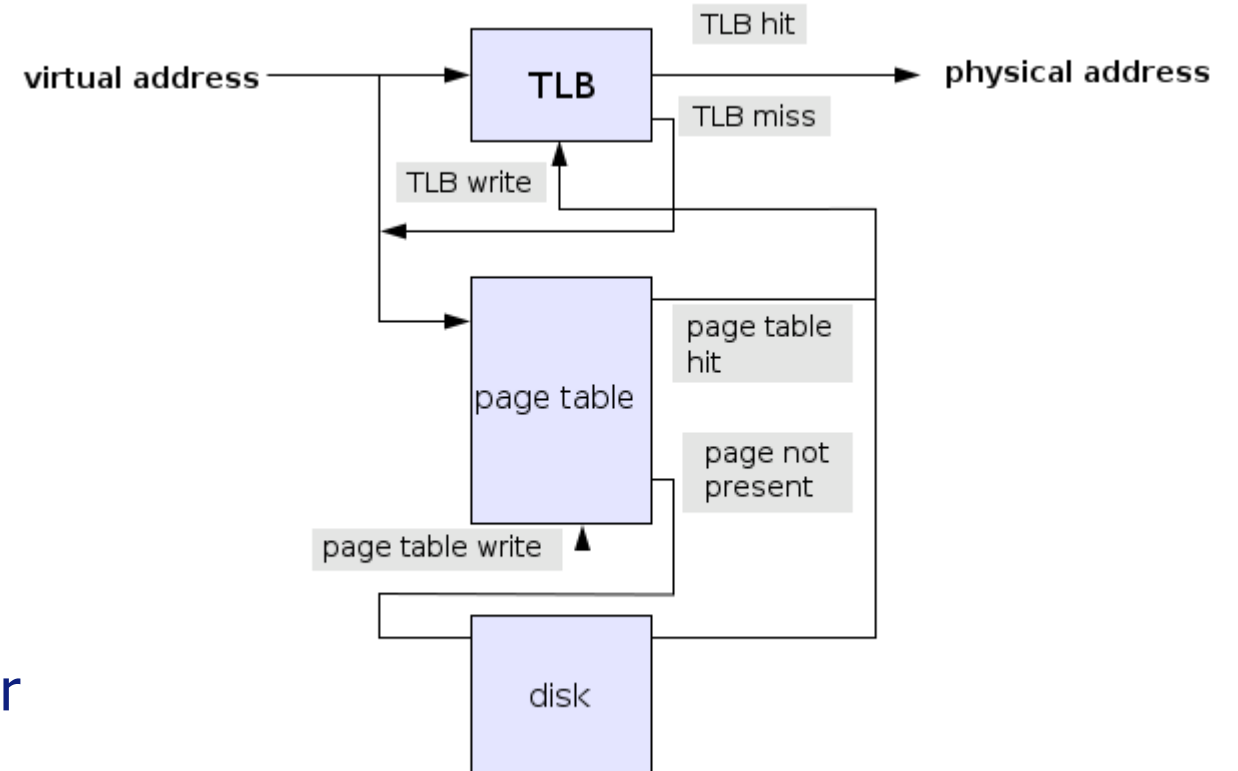 TLB hit
virtual address
TLB
physical address
TLB miss
TLB write
page table
hit
page table
page not
present
page table write
disk
r